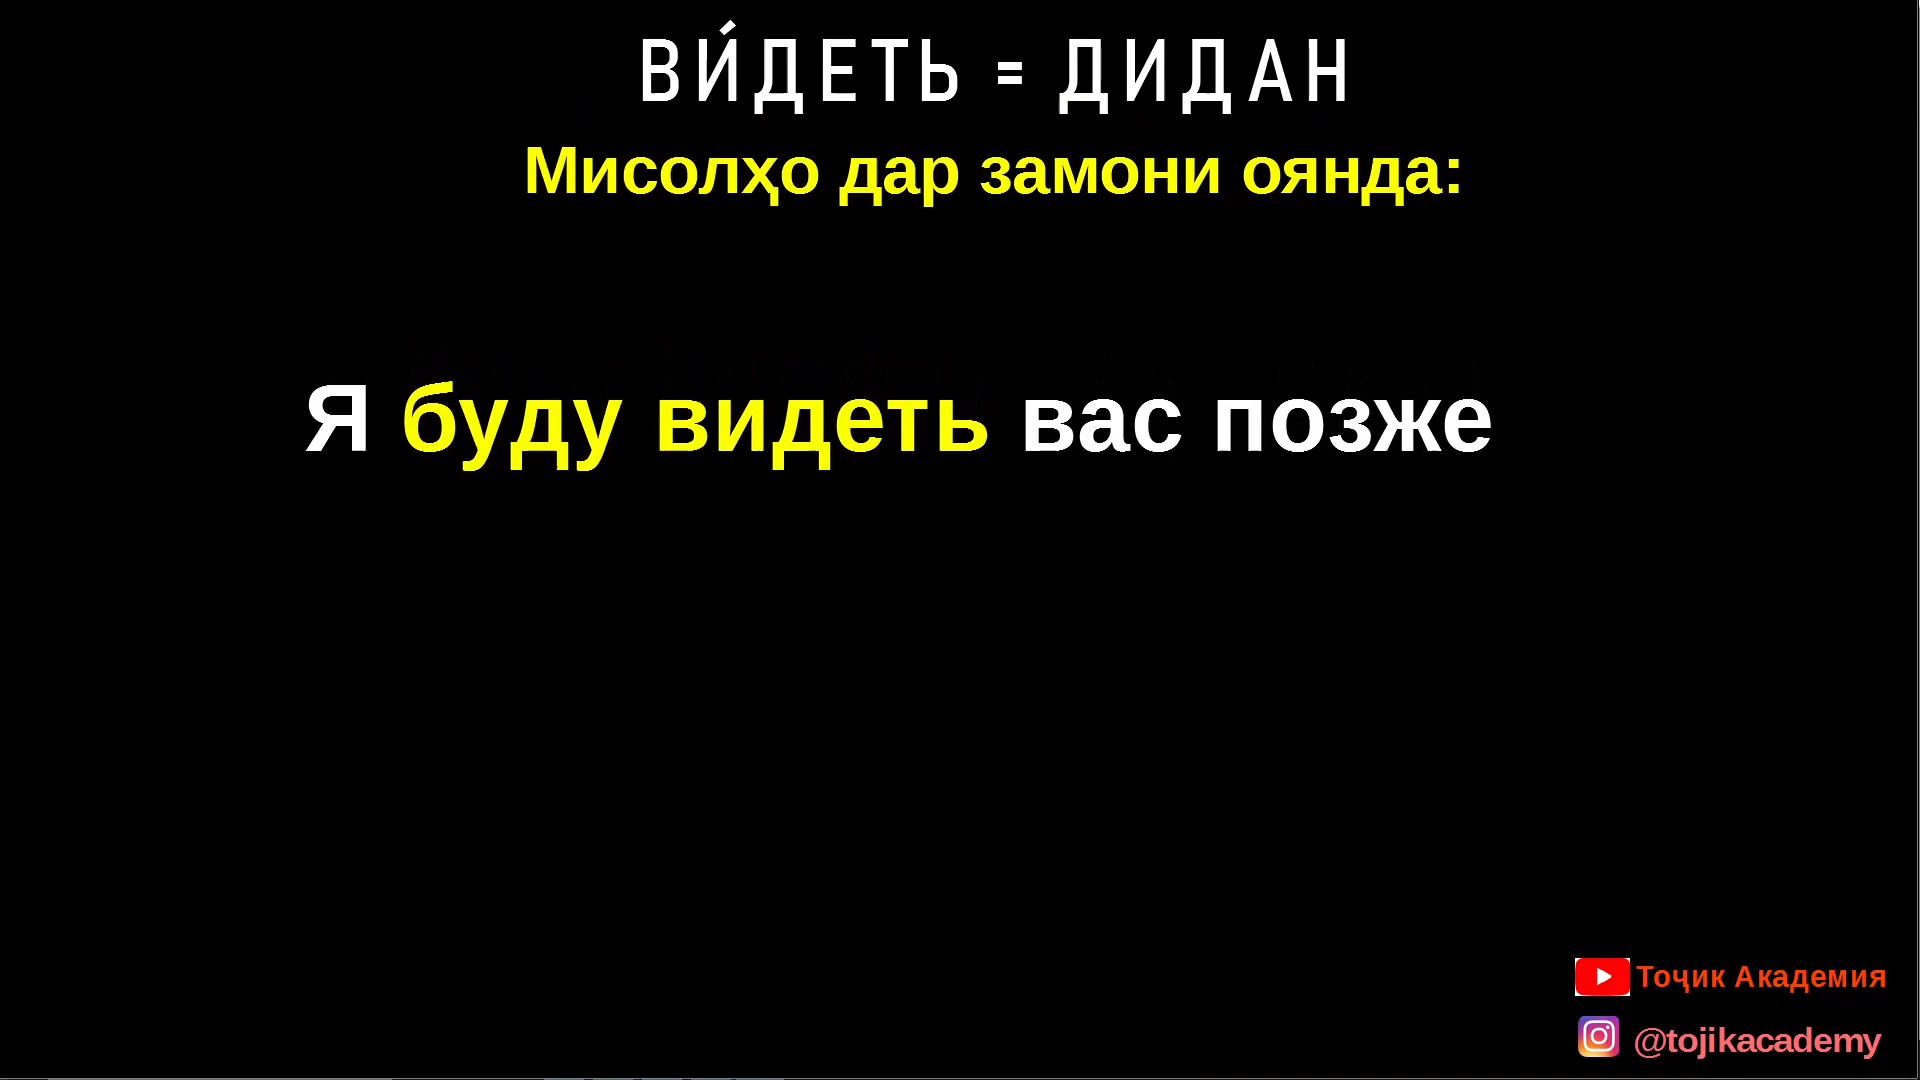 ВИ́ДЕТЬ = ДИДАН
Мисолҳо дар замони оянда:
Я буду видеть вас позже
Тоҷик Академия
@tojikacademy